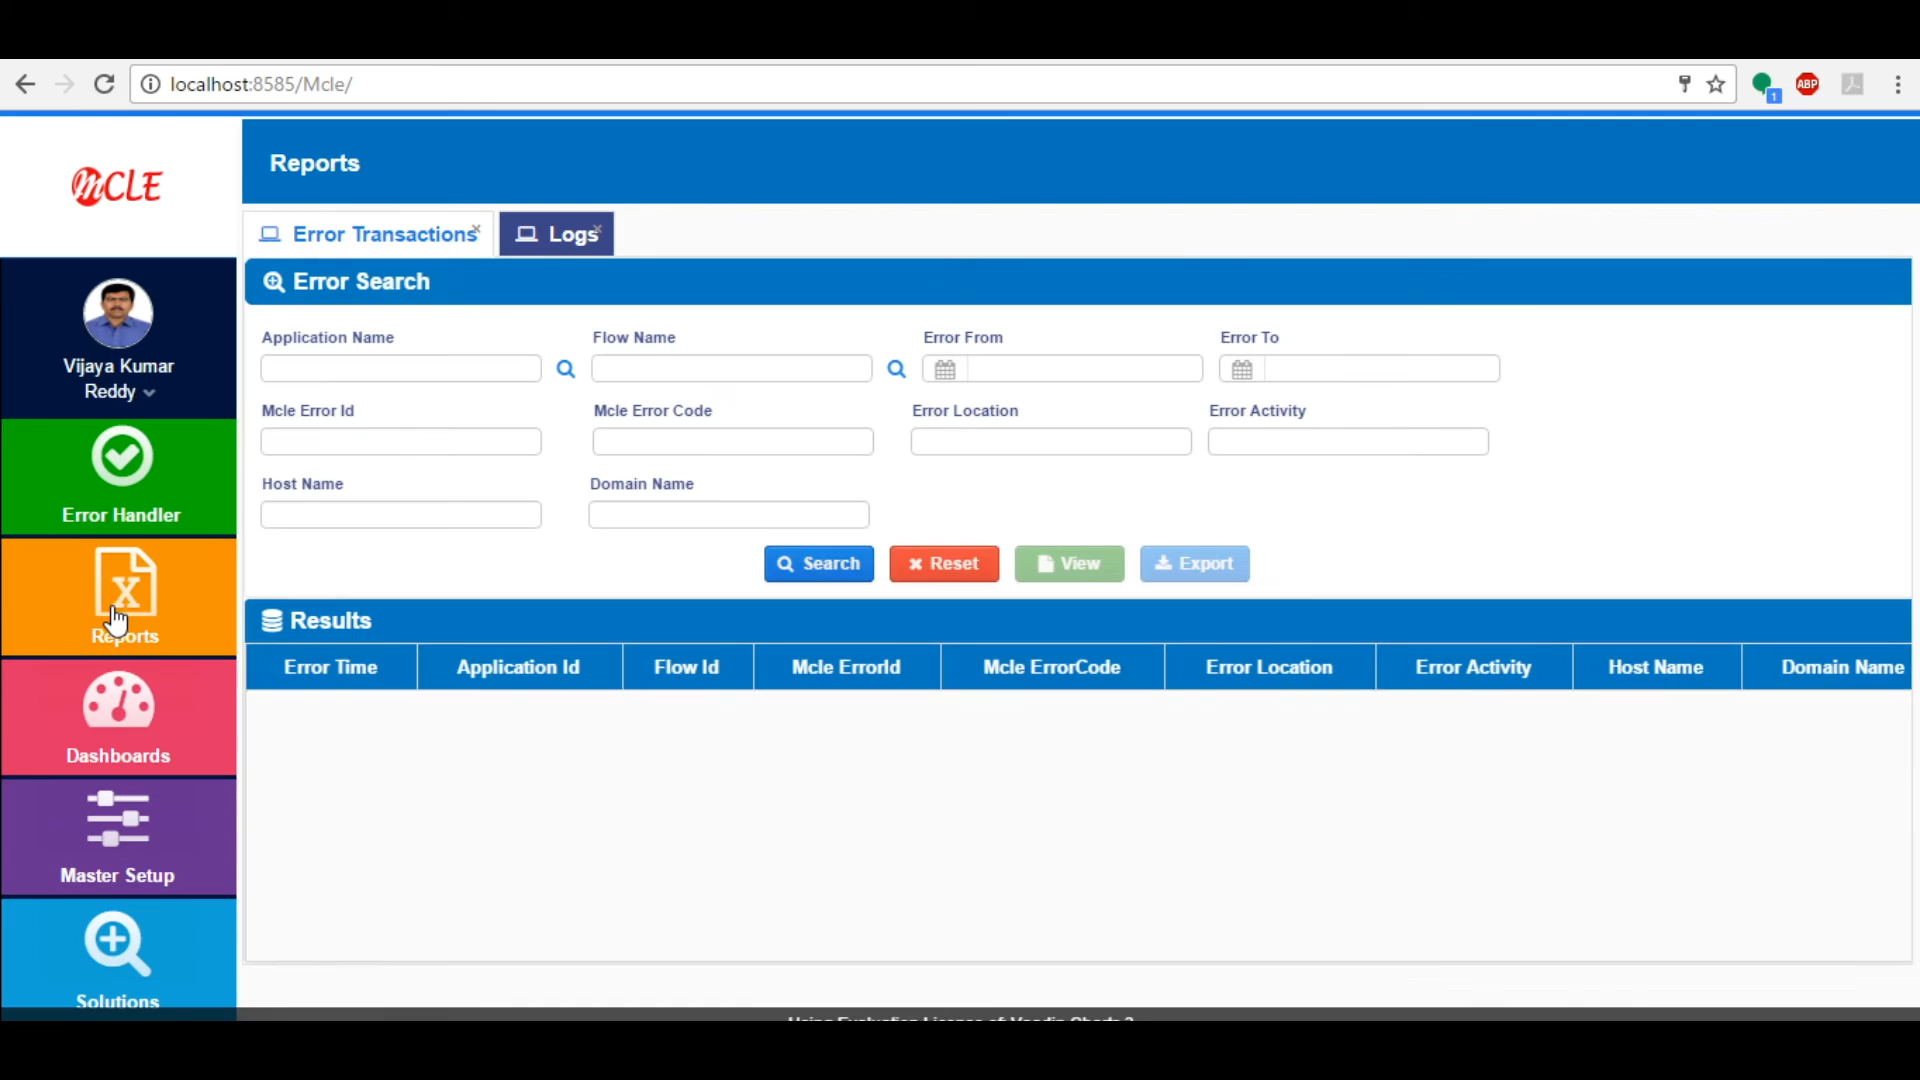 localhost:8585/Mcle/
1
ABP
MCLE
Reports
Error Transactions
Logs
Error Search
Vijaya Kumar
Reddy
Application Name
Flow Name
Error From
Error To
Mcle Error Id
Mcle Error Code
Error Location
Error Activity
Host Name
Domain Name
Search
Reset
View
Export
Error Handler
Reports
Dashboards
Master Setup
Solutions
Results
Error Time
Application Id
Flow Id
Mcle ErrorId
Mcle ErrorCode
Error Location
Error Activity
Host Name
Domain Name